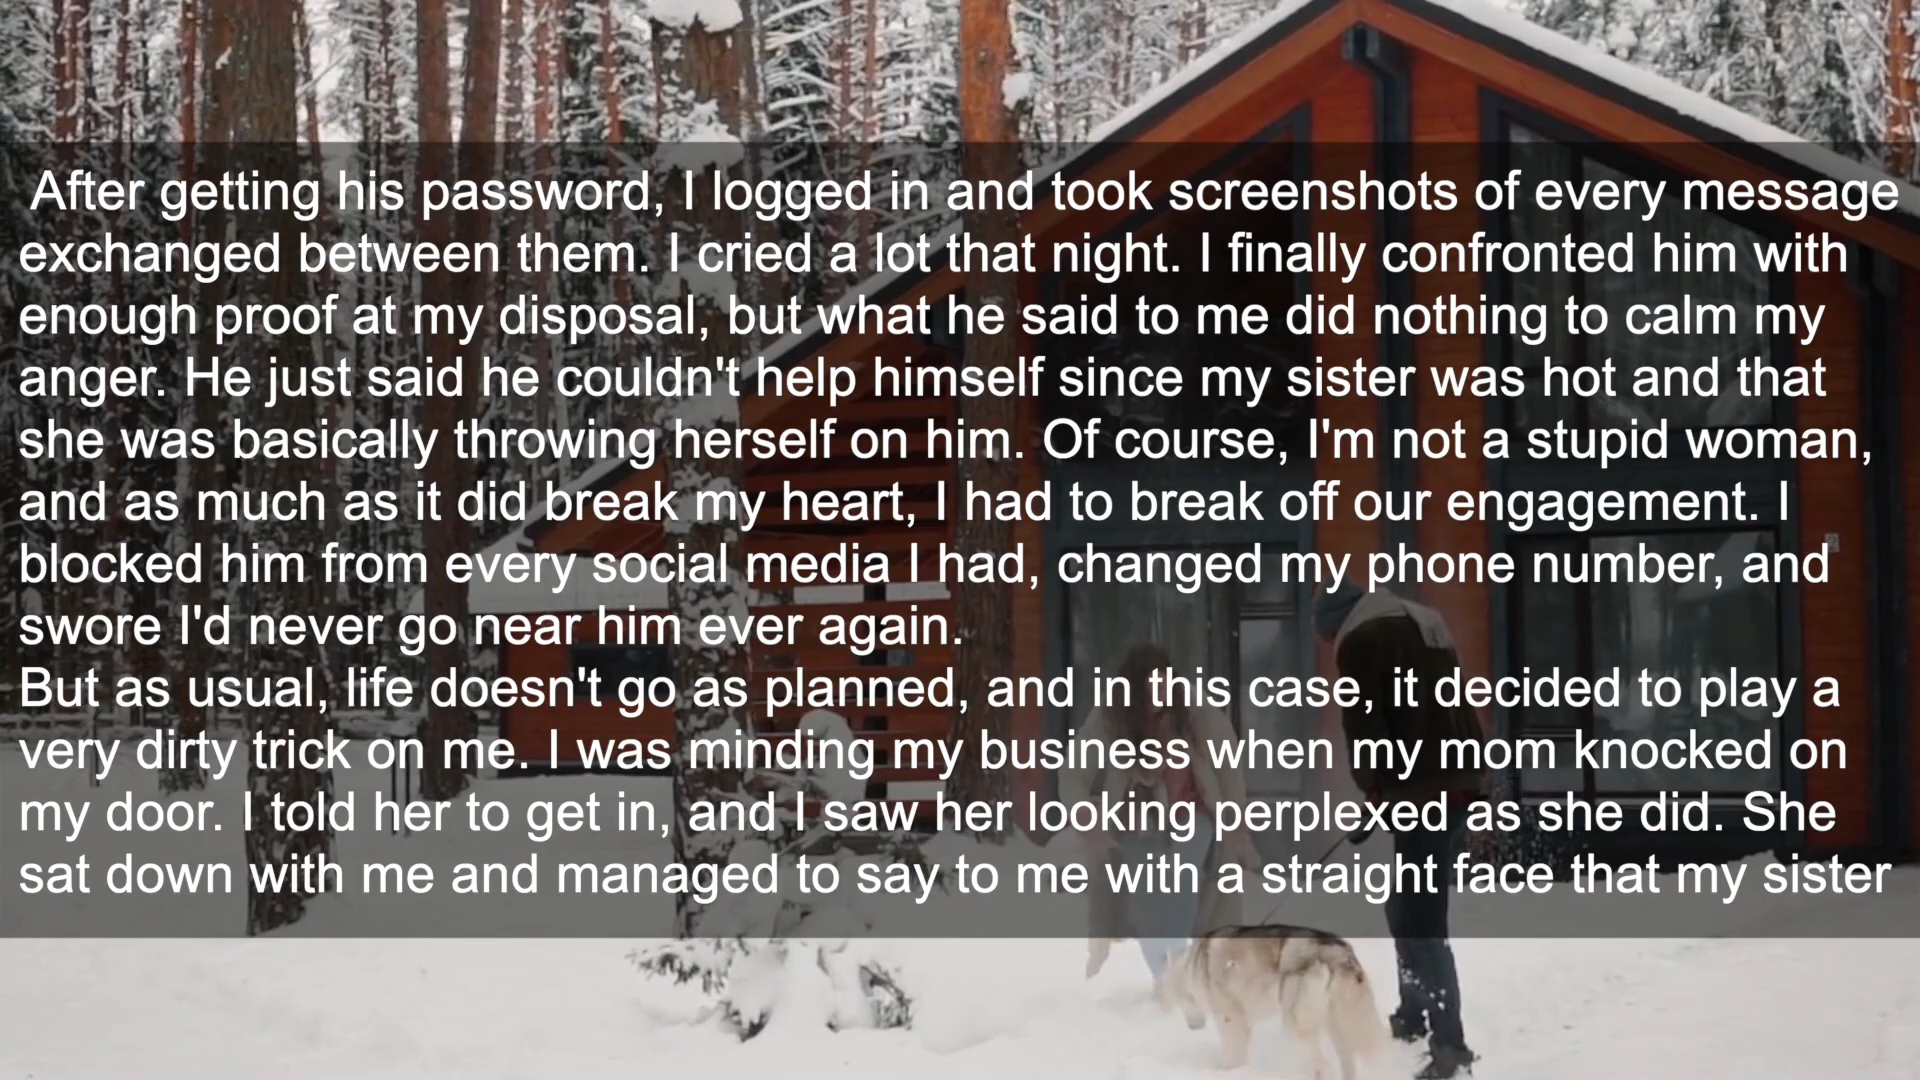 After getting his password, I logged in and took screenshots of every message
exchanged between them. I cried a lot that night. I finally confronted him with
enough proof at my disposal, but what he said to me did nothing to calm my
anger. He just said he couldn't help himself since my sister was hot and that
she was basically throwing herself on him. Of course, I'm not a stupid woman,
and as much as it did break my heart, I had to break off our engagement. I
blocked him from every social media I had, changed my phone number, and
swore I'd never go near him ever again.
But as usual, life doesn't go as planned, and in this case, it decided to play a
very dirty trick on me. I was minding my business when my mom knocked on
my door. I told her to get in, and I saw her looking perplexed as she did. She
sat down with me and managed to say to me with a straight face that my sister